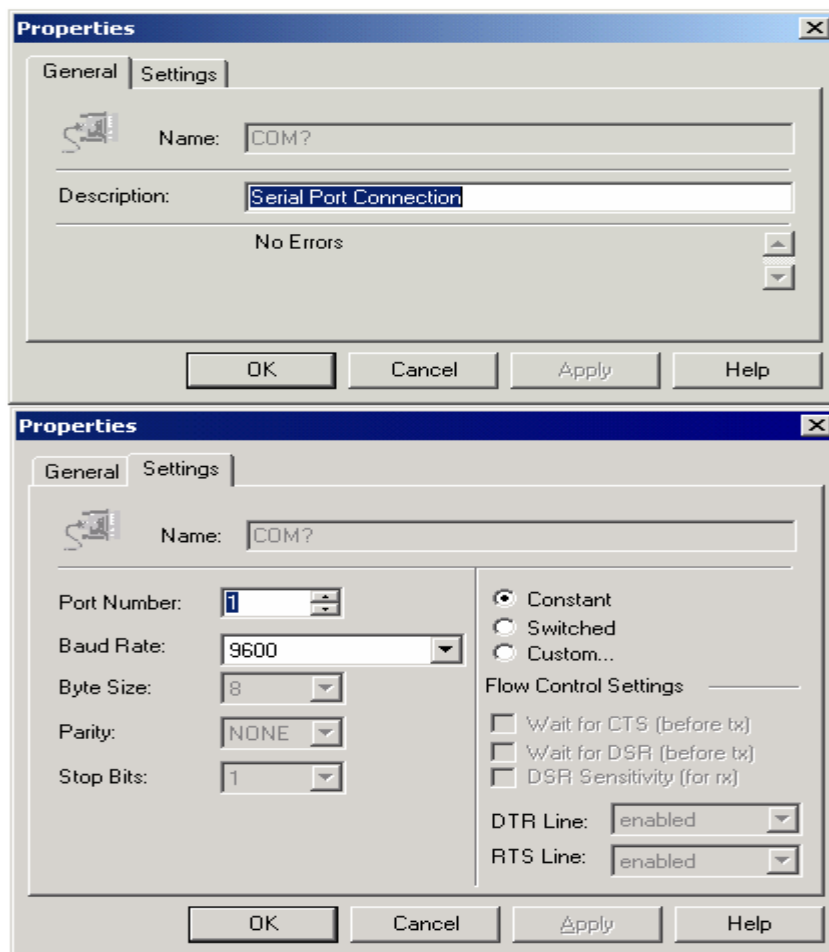 Properties
General Settings
Name: COM?
Description: Serial Port Connection
No Errors
OK Cancel Apply Help
Properties
General Settings
Name: COM?
Port Number: 1
Baud Rate: 9600
Byte Size: 8
Parity: NONE
Stop Bits: 1
Constant
Switched
Custom...
Flow Control Settings
Wait for CTS (before tx)
Wait for DSR (before tx)
DSR Sensitivity (for rx)
DTR Line: enabled
RTS Line: enabled
OK Cancel Apply Help